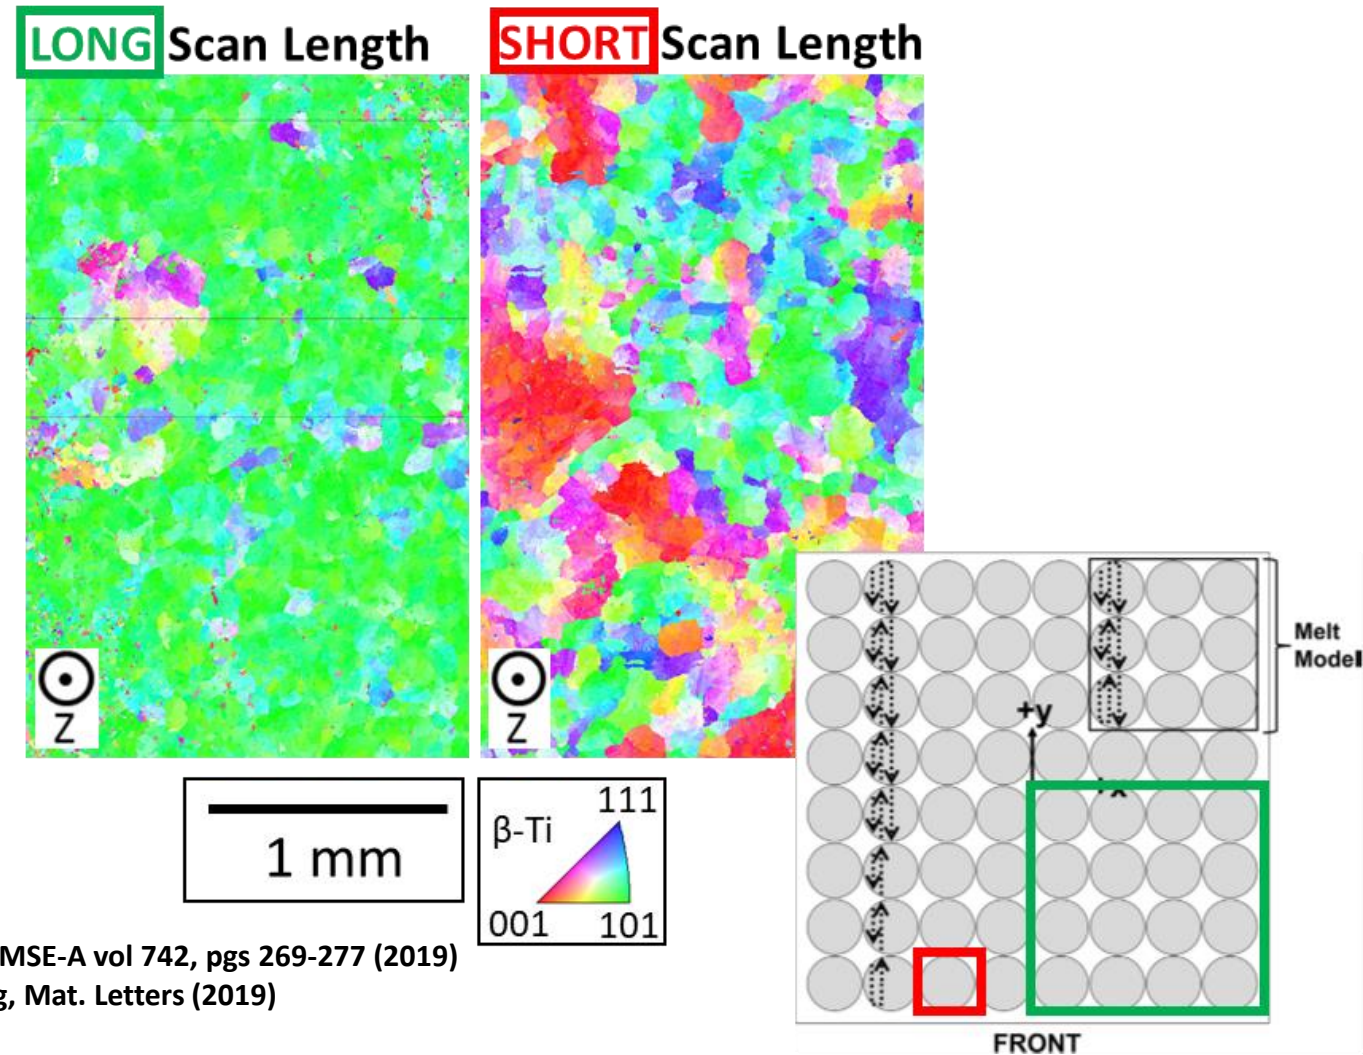 LONG Scan Length
SHORT Scan Length
Z
Z
1 mm
β-Ti
111
001
101
+y
+x
Melt
Model
FRONT
MSE-A vol 742, pgs 269-277 (2019)
Mat. Letters (2019)